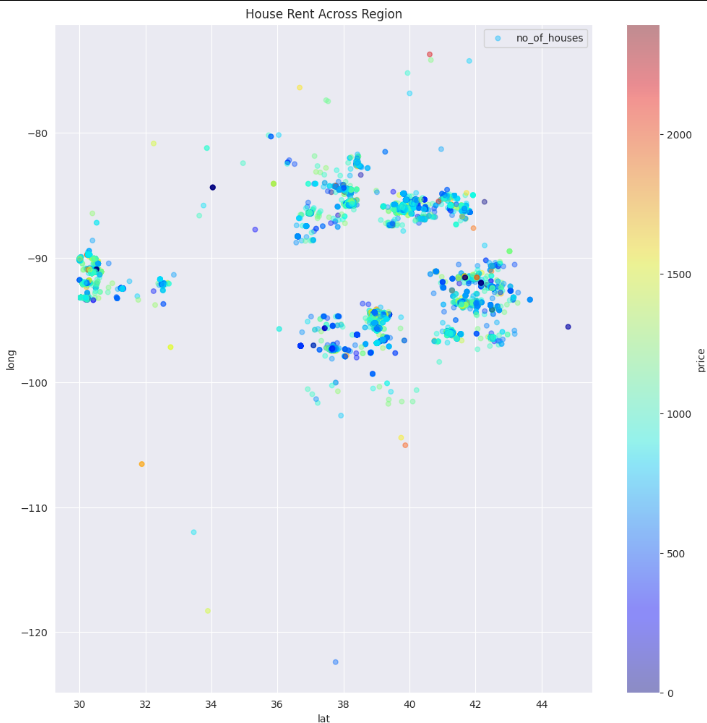 House Rent Across Region
no_of_houses
−80
−90
−100
−110
−120
long
30 32 34 36 38 40 42 44
lat
2000
1500
1000
500
0
price